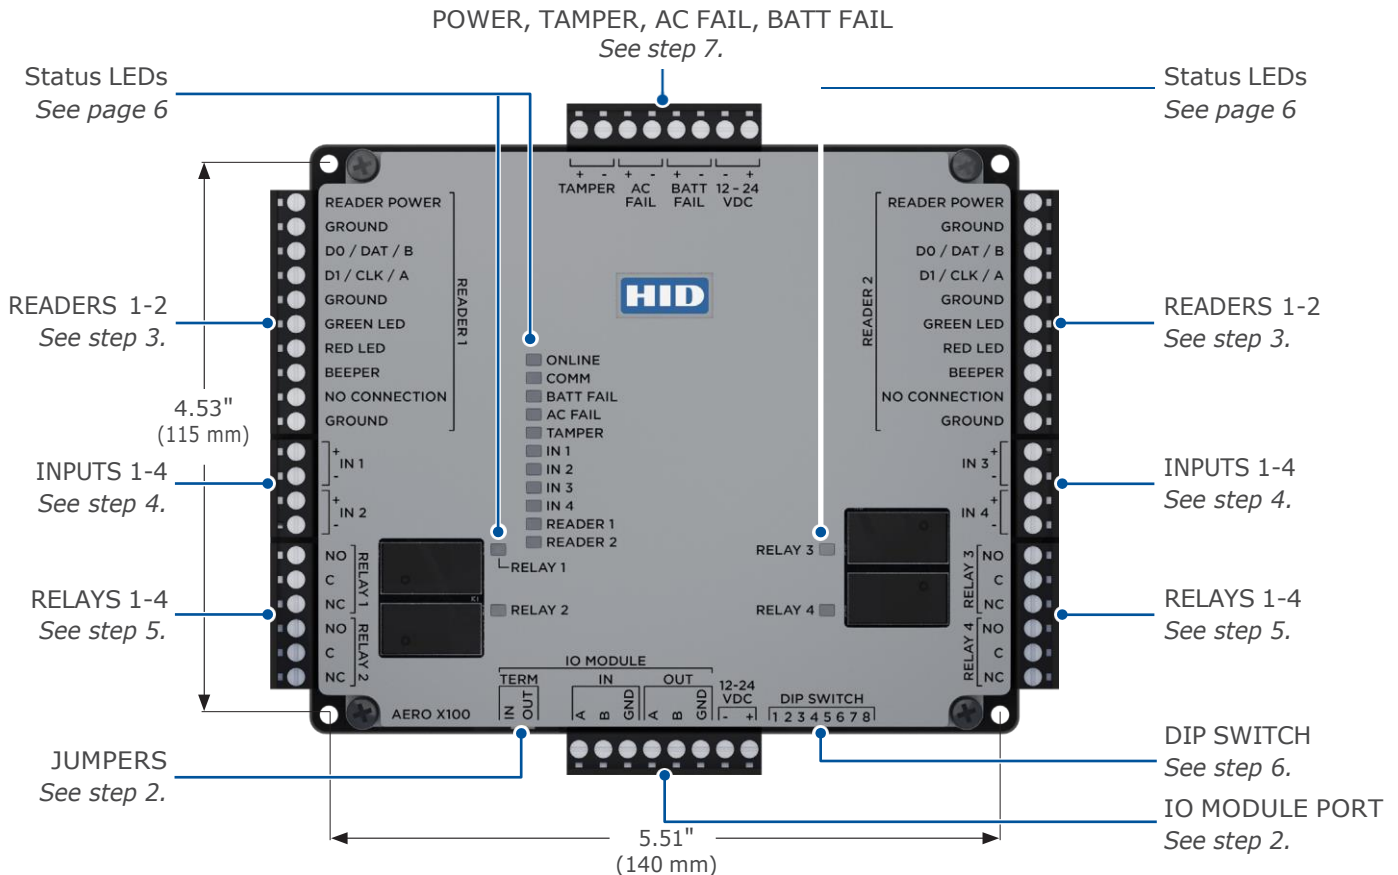 POWER, TAMPER, AC FAIL, BATT FAIL
See step 7.
Status LEDs
See page 6
Status LEDs
See page 6
+ - + - + - - +
TAMPER AC FAIL BATT FAIL 12-24 VDC
READER POWER
GROUND
D0 / DAT / B
D1 / CLK / A
GROUND
GREEN LED
RED LED
BEEPER
NO CONNECTION
GROUND
READER 1
READER POWER
GROUND
D0 / DAT / B
D1 / CLK / A
GROUND
GREEN LED
RED LED
BEEPER
NO CONNECTION
GROUND
READER 2
HID
READERS 1-2
See step 3.
READERS 1-2
See step 3.
ONLINE
COMM
BATT FAIL
AC FAIL
TAMPER
IN 1
IN 2
IN 3
IN 4
READER 1
READER 2
4.53"
(115 mm)
+
IN 1
-
+
IN 2
-
+
IN 3
-
+
IN 4
-
INPUTS 1-4
See step 4.
INPUTS 1-4
See step 4.
NO
C
NC
RELAY 1
NO
C
NC
RELAY 2
K1
RELAY 1
RELAY 2
RELAY 3
RELAY 4
NO
C
NC
RELAY 3
NO
C
NC
RELAY 4
RELAYS 1-4
See step 5.
RELAYS 1-4
See step 5.
IO MODULE
TERM IN OUT
IN OUT A B GND A B GND
12-24
VDC
- +
DIP SWITCH
1 2 3 4 5 6 7 8
AERO X100
JUMPERS
See step 2.
DIP SWITCH
See step 6.
IO MODULE PORT
See step 2.
5.51"
(140 mm)